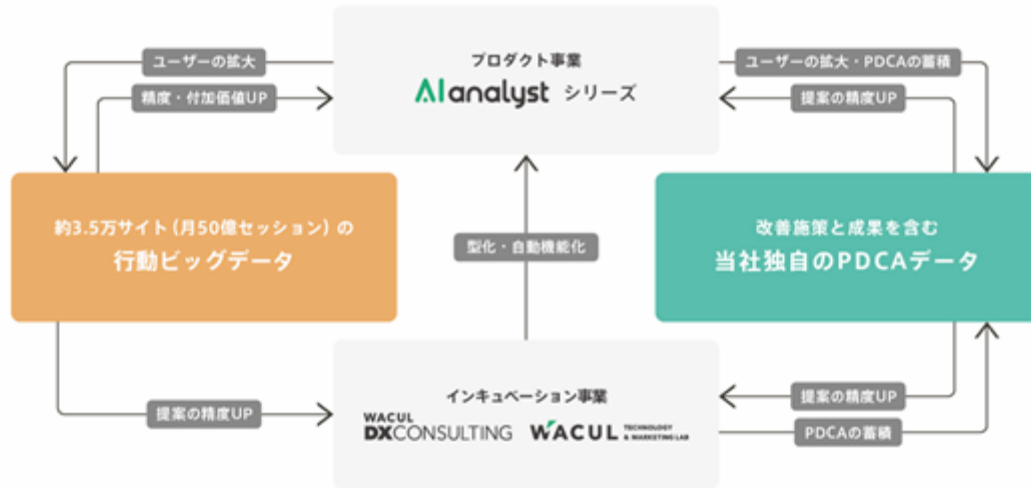 プロダクト事業
AI analyst シリーズ
ユーザーの拡大
精度・付加価値UP
ユーザーの拡大・PDCAの蓄積
提案の精度UP
約3.5万サイト(月50億セッション)の
行動ビッグデータ
型化・自動機能化
改善施策と成果を含む
当社独自のPDCAデータ
インキュベーション事業
WACUL
DXCONSULTING
WACUL TECHNOLOGY
& MARKETING LAB
提案の精度UP
提案の精度UP
PDCAの蓄積